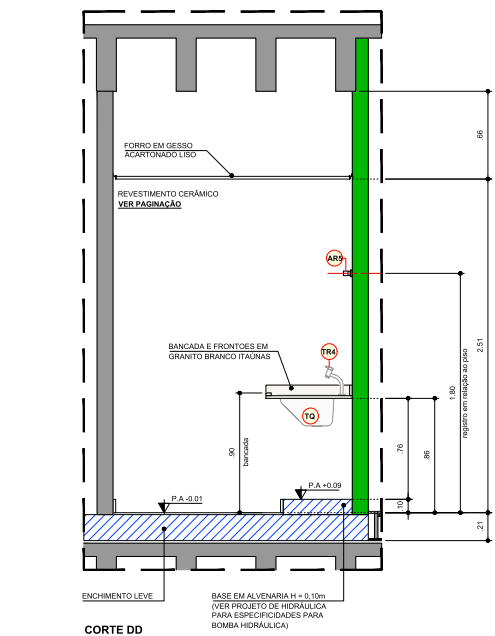 .66
FORRO EM GESSO
ACARTONADO LISO
REVESTIMENTO CERÂMICO
VER PAGINAÇÃO
AR5
2.51
BANCADA E FRONTOES EM
GRANITO BRANCO ITAÚNAS
TR4
1.80
registro em relação ao piso
TQ
.90
bancada
.76
.86
P.A -0.01
P.A +0.09
.10
.21
ENCHIMENTO LEVE
BASE EM ALVENARIA H = 0,10m
(VER PROJETO DE HIDRÁULICA
PARA ESPECIFICIDADES PARA
BOMBA HIDRÁULICA)
CORTE DD